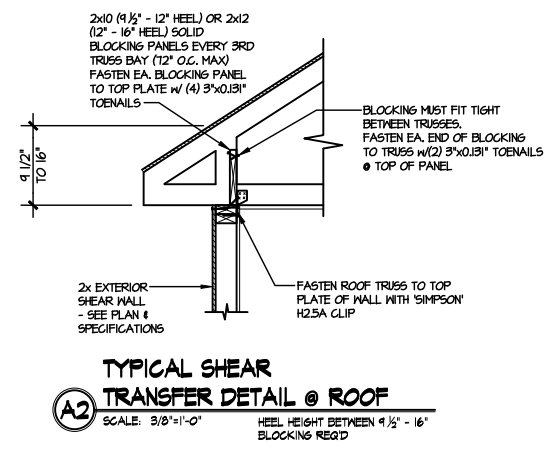 2x10 (9 1/2" - 12" HEEL) OR 2x12
(12" - 16" HEEL) SOLID
BLOCKING PANELS EVERY 3RD
TRUSS BAY (72" O.C. MAX)
FASTEN EA. BLOCKING PANEL
TO TOP PLATE w/ (4) 3"x0.131"
TOENAILS
BLOCKING MUST FIT TIGHT
BETWEEN TRUSSES.
FASTEN EA. END OF BLOCKING
TO TRUSS w/(2) 3"x0.131" TOENAILS
@ TOP OF PANEL
9 1/2"
TO 16"
2x EXTERIOR
SHEAR WALL
- SEE PLAN &
SPECIFICATIONS
FASTEN ROOF TRUSS TO TOP
PLATE OF WALL WITH 'SIMPSON'
H2.5A CLIP
TYPICAL SHEAR
TRANSFER DETAIL @ ROOF
A2
SCALE: 3/8"=1'-0"
HEEL HEIGHT BETWEEN 9 1/2" - 16"
BLOCKING REQ'D